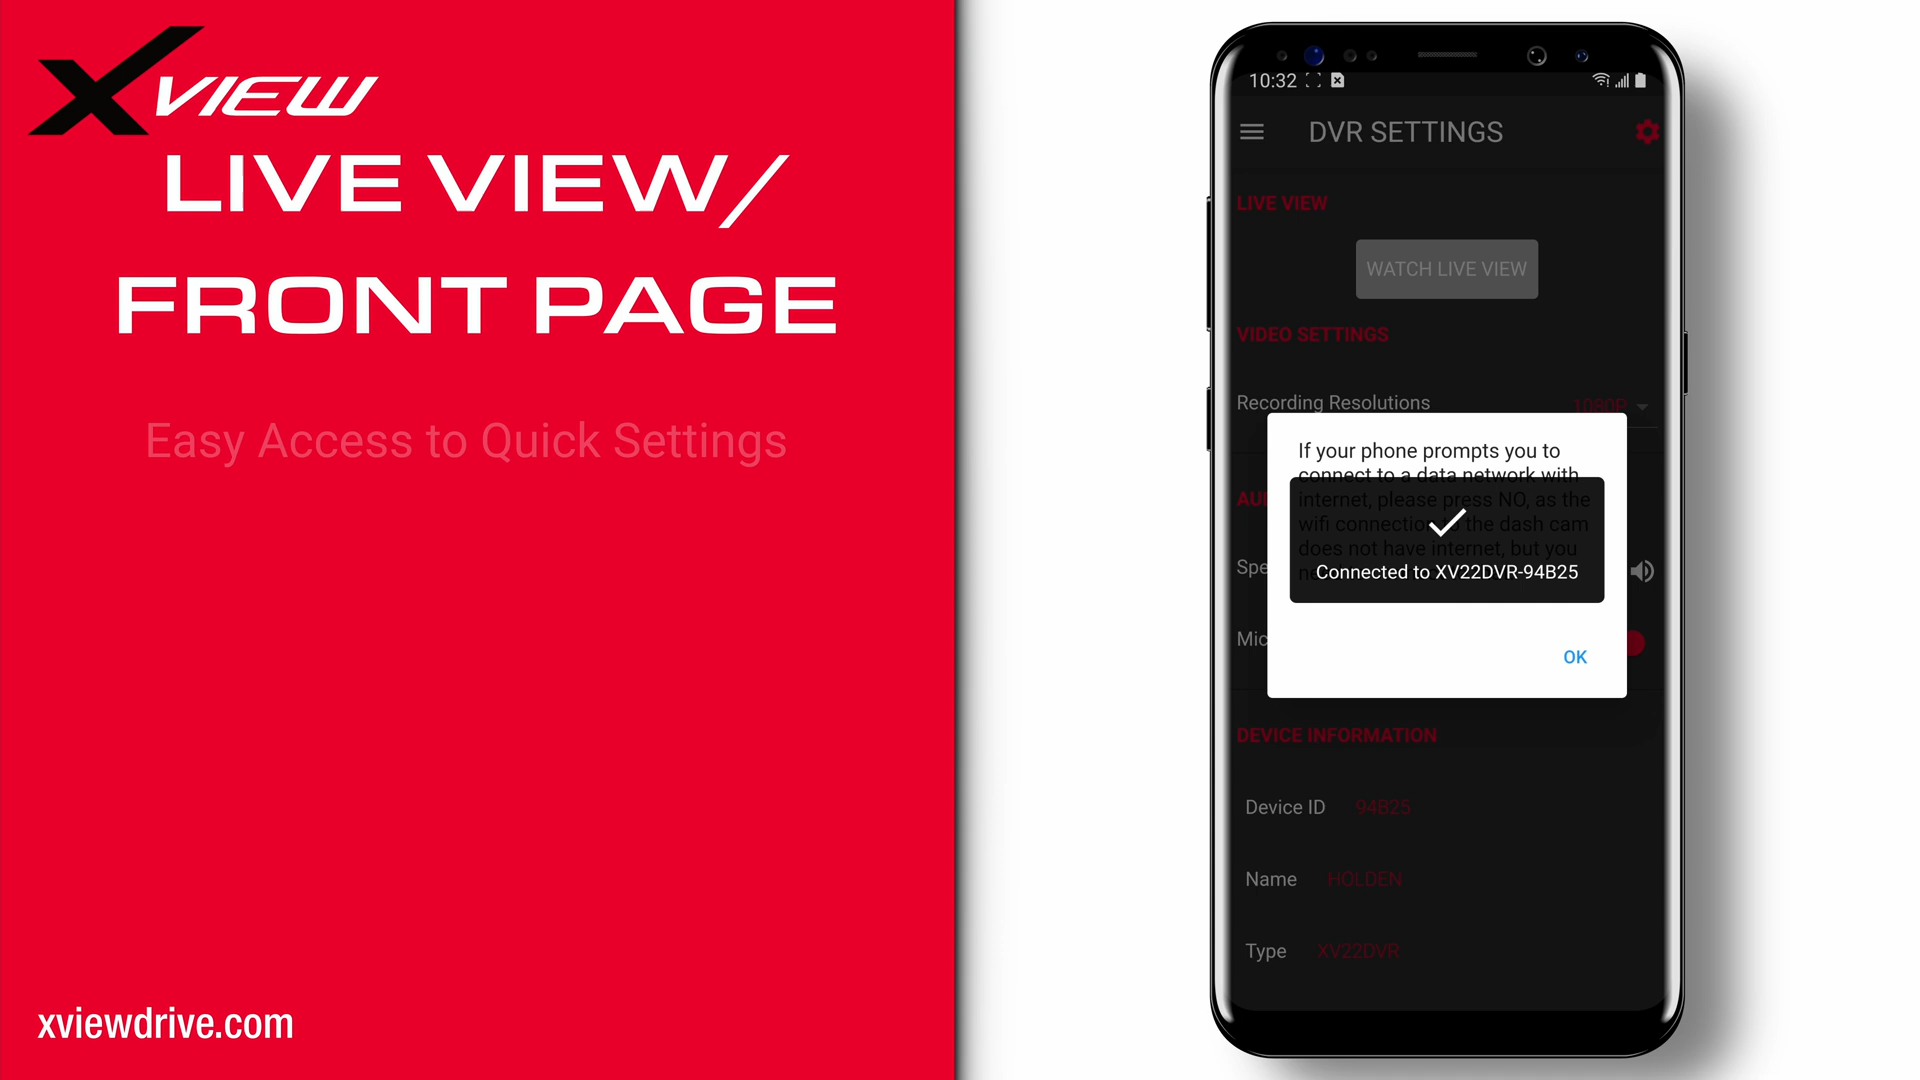 XVIEW
LIVE VIEW/
FRONT PAGE
Easy Access to Quick Settings
xviewdrive.com
10:32
DVR SETTINGS
LIVE VIEW
WATCH LIVE VIEW
VIDEO SETTINGS
Recording Resolutions 1080P
If your phone prompts you to
connect to a data network with
internet, please press NO, as the
wifi connection to the dash cam
does not have internet, but you
Connected to XV22DVR-94B25
OK
AU
Spe
Mic
DEVICE INFORMATION
Device ID 94B25
Name HOLDEN
Type XV22DVR